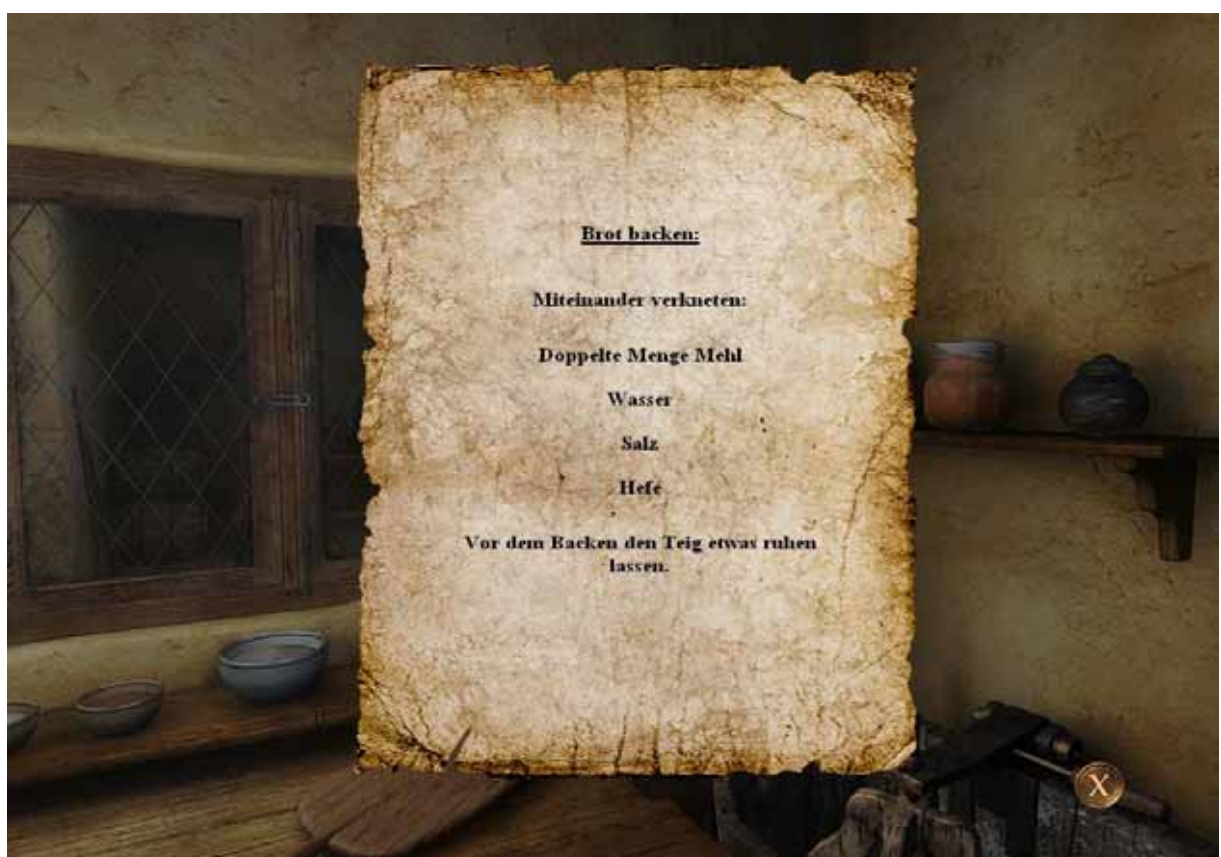 Brot backen:
Miteinander verkneten:
Doppelte Menge Mehl
Wasser
Salz
Hefe
Vor dem Backen den Teig etwas ruhen
lassen.
X